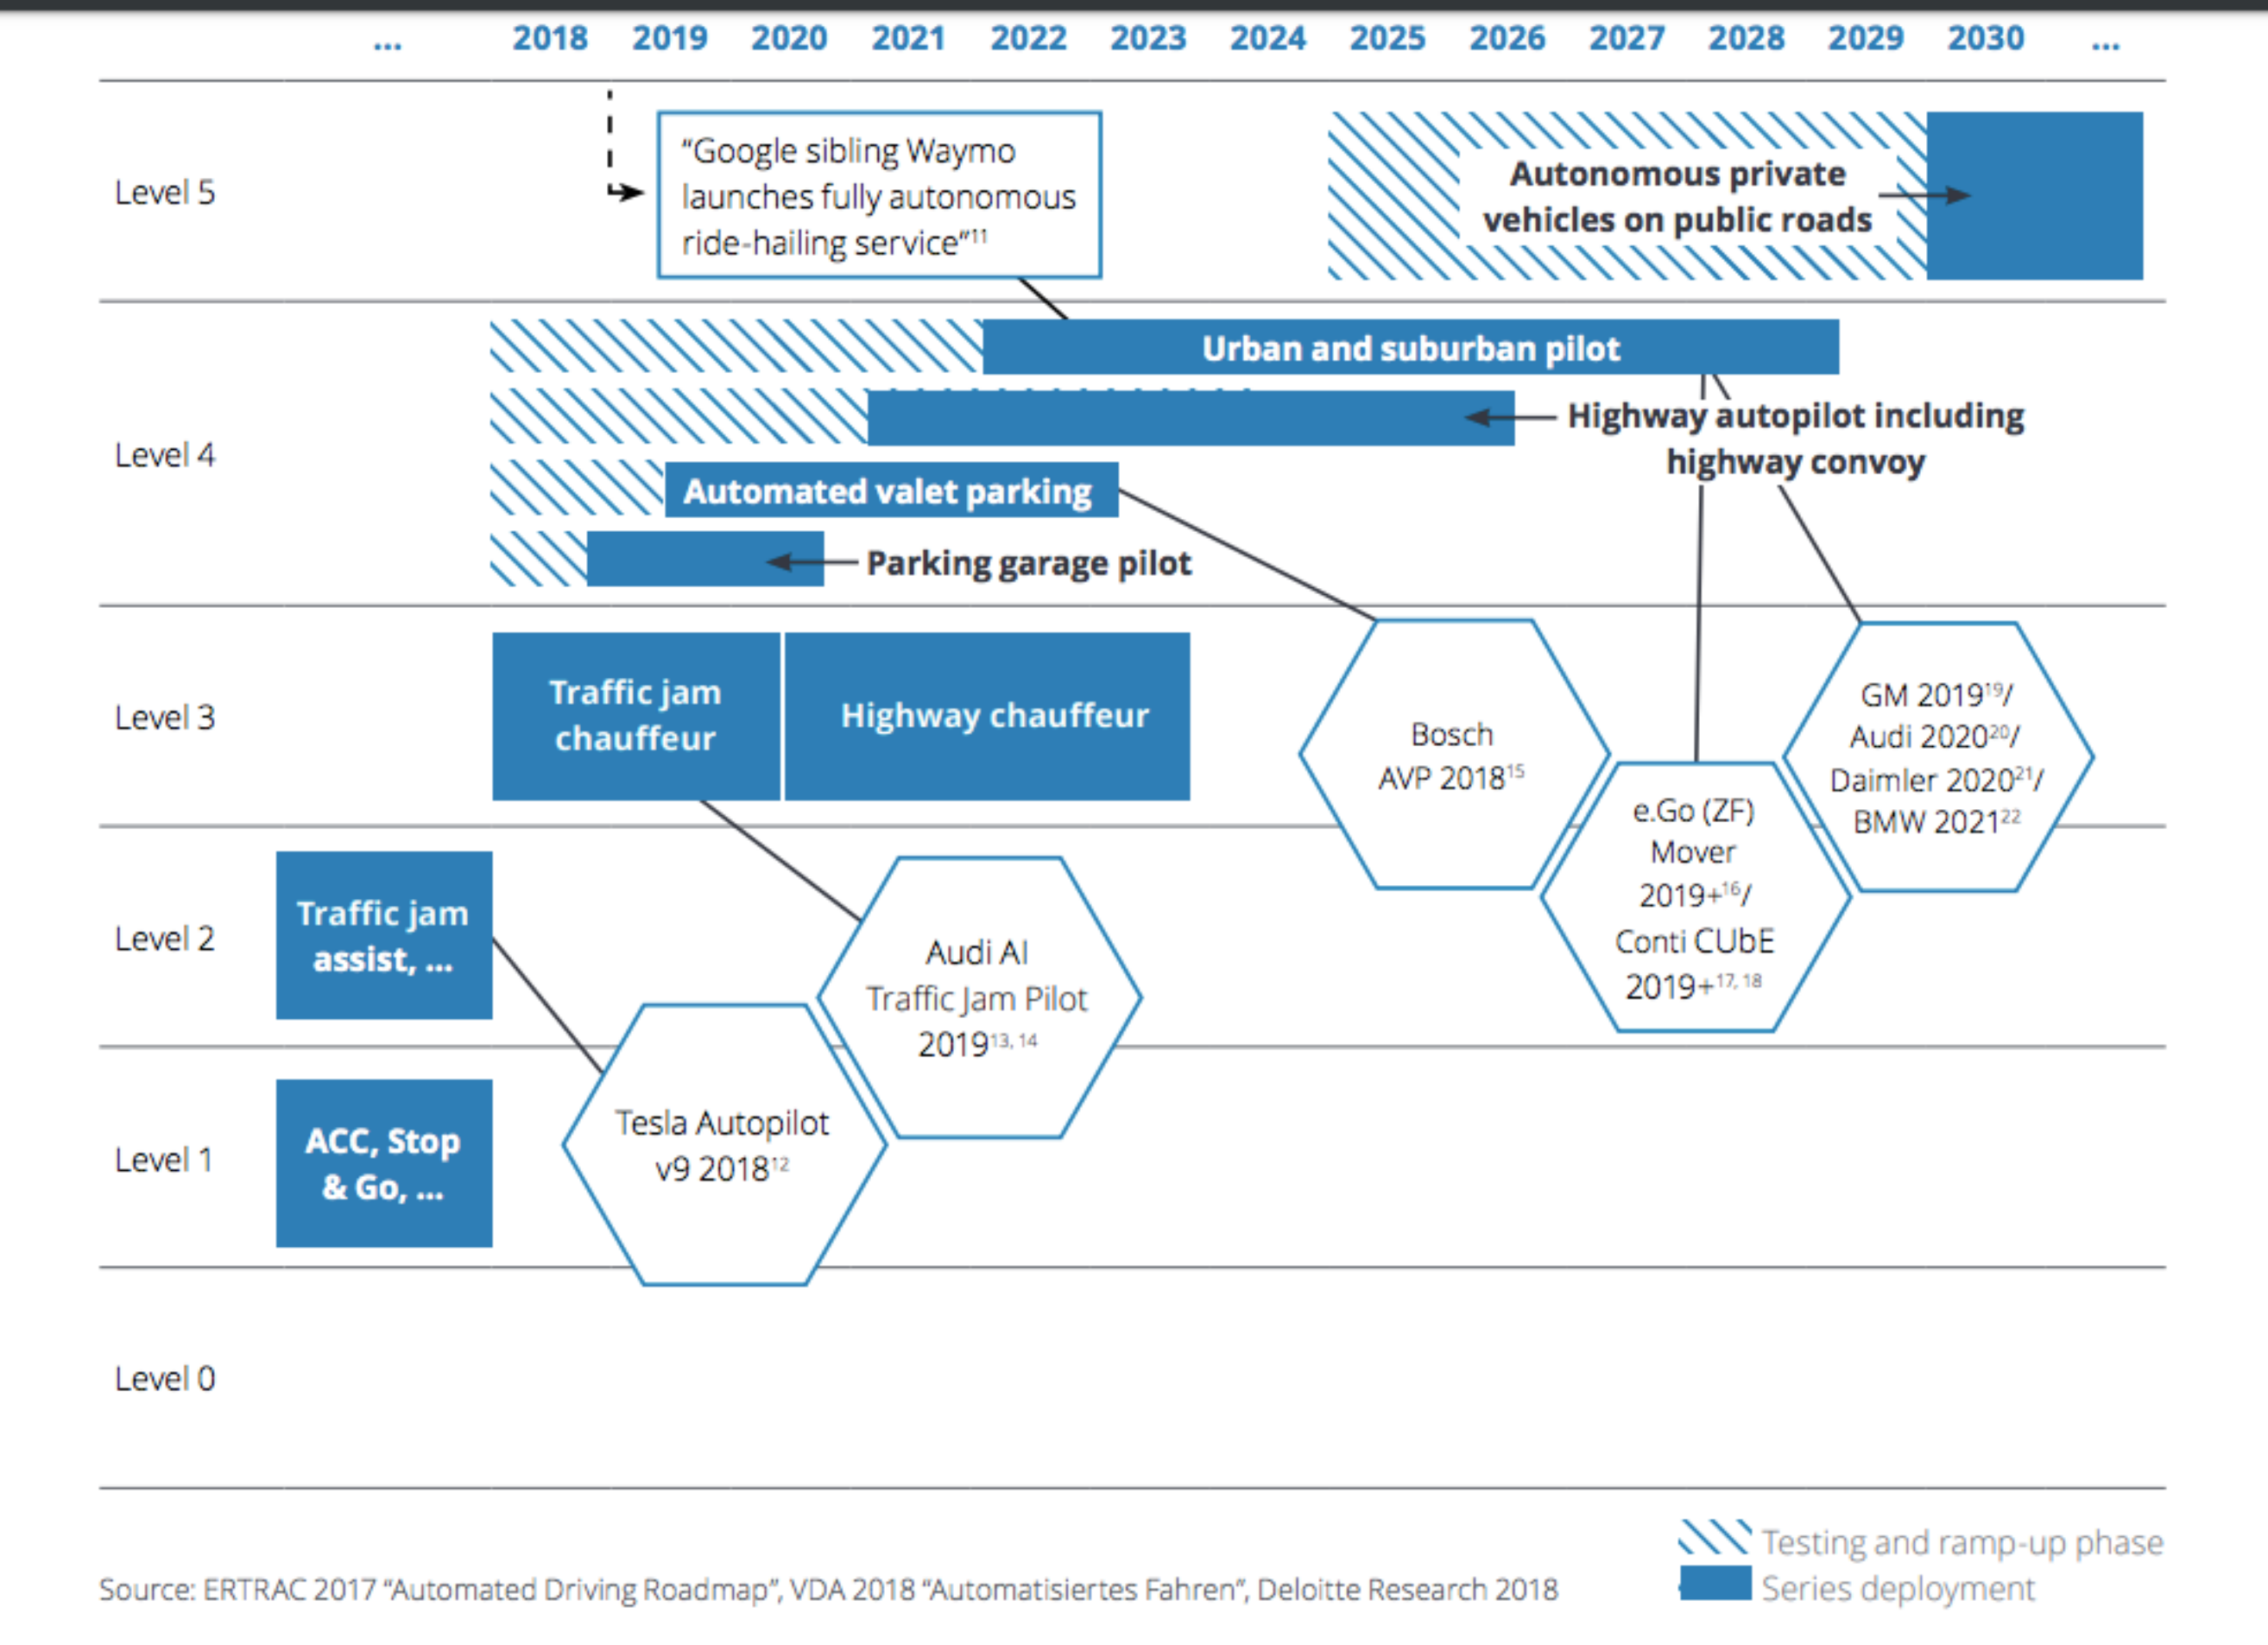 ... 2018 2019 2020 2021 2022 2023 2024 2025 2026 2027 2028 2029 2030 ...
Level 5
“Google sibling Waymo
launches fully autonomous
ride-hailing service”11
Autonomous private
vehicles on public roads
Level 4
Urban and suburban pilot
Highway autopilot including
highway convoy
Automated valet parking
Parking garage pilot
Level 3
Traffic jam
chauffeur
Highway chauffeur
Bosch
AVP 201815
e.Go (ZF)
Mover
2019+16/
Conti CUbE
2019+17, 18
GM 201919/
Audi 202020/
Daimler 202021/
BMW 202122
Level 2
Traffic jam
assist, ...
Audi AI
Traffic Jam Pilot
201913, 14
Level 1
ACC, Stop
& Go, ...
Tesla Autopilot
v9 201812
Level 0
Testing and ramp-up phase
Series deployment
Source: ERTRAC 2017 “Automated Driving Roadmap”, VDA 2018 “Automatisiertes Fahren”, Deloitte Research 2018